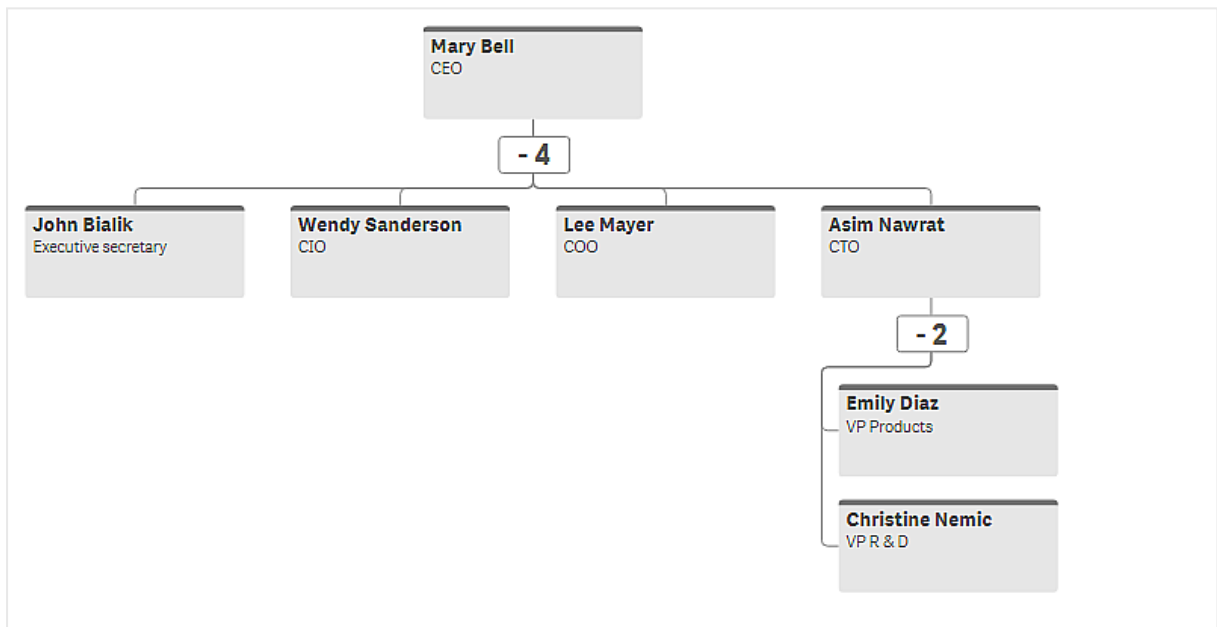 Mary Bell
CEO
- 4
John Bialik
Executive secretary
Wendy Sanderson
CIO
Lee Mayer
COO
Asim Nawrat
CTO
- 2
Emily Diaz
VP Products
Christine Nemic
VP R & D